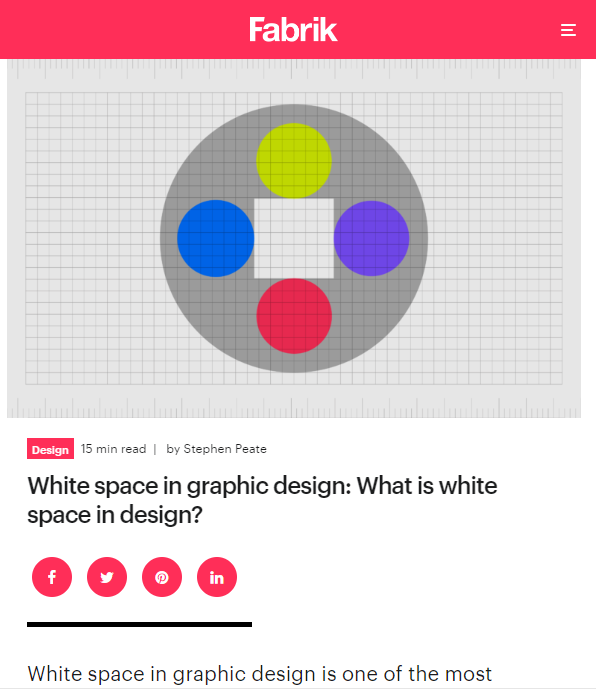 Fabrik
Design 15 min read | by Stephen Peate
White space in graphic design: What is white
space in design?
White space in graphic design is one of the most